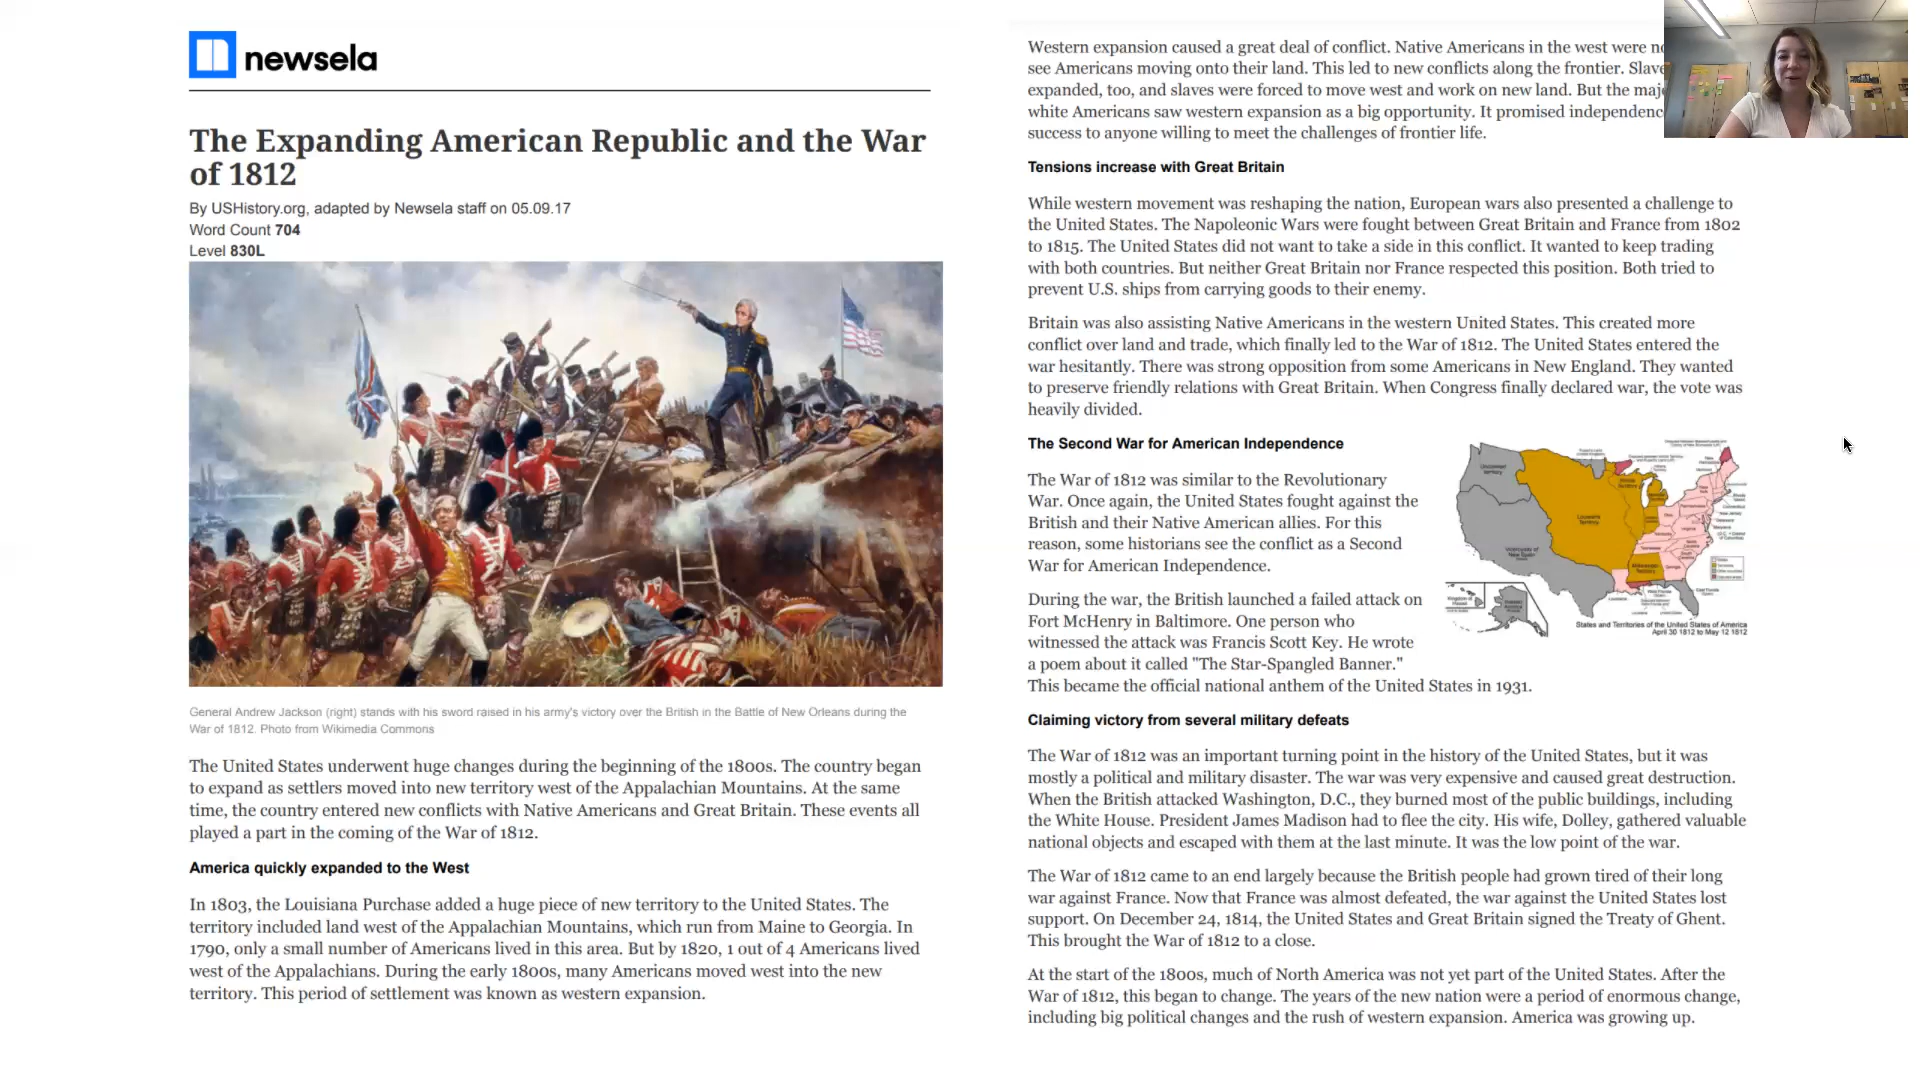 newsela
The Expanding American Republic and the War
of 1812
By USHistory.org, adapted by Newsela staff on 05.09.17
Word Count 704
Level 830L
General Andrew Jackson (right) stands with his sword raised in his army's victory over the British in the Battle of New Orleans during the
War of 1812. Photo from Wikimedia Commons
The United States underwent huge changes during the beginning of the 1800s. The country began
to expand as settlers moved into new territory west of the Appalachian Mountains. At the same
time, the country entered new conflicts with Native Americans and Great Britain. These events all
played a part in the coming of the War of 1812.
America quickly expanded to the West
In 1803, the Louisiana Purchase added a huge piece of new territory to the United States. The
territory included land west of the Appalachian Mountains, which run from Maine to Georgia. In
1790, only a small number of Americans lived in this area. But by 1820, 1 out of 4 Americans lived
west of the Appalachians. During the early 1800s, many Americans moved west into the new
territory. This period of settlement was known as western expansion.
Western expansion caused a great deal of conflict. Native Americans in the west were
see Americans moving onto their land. This led to new conflicts along the frontier.
expanded, too, and slaves were forced to move west and work on new land. But the
white Americans saw western expansion as a big opportunity. It promised
success to anyone willing to meet the challenges of frontier life.
Tensions increase with Great Britain
While western movement was reshaping the nation, European wars also presented a challenge to
the United States. The Napoleonic Wars were fought between Great Britain and France from 1802
to 1815. The United States did not want to take a side in this conflict. It wanted to keep trading
with both countries. But neither Great Britain nor France respected this position. Both tried to
prevent U.S. ships from carrying goods to their enemy.
Britain was also assisting Native Americans in the western United States. This created more
conflict over land and trade, which finally led to the War of 1812. The United States entered the
war hesitantly. There was strong opposition from some Americans in New England. They wanted
to preserve friendly relations with Great Britain. When Congress finally declared war, the vote was
heavily divided.
The Second War for American Independence
The War of 1812 was similar to the Revolutionary
War. Once again, the United States fought against the
British and their Native American allies. For this
reason, some historians see the conflict as a Second
War for American Independence.
During the war, the British launched a failed attack on
Fort McHenry in Baltimore. One person who
witnessed the attack was Francis Scott Key. He wrote
a poem about it called "The Star-Spangled Banner."
This became the official national anthem of the United States in 1931.
States and Territories of the United States of America
April 30 1812 to May 12 1812
Claiming victory from several military defeats
The War of 1812 was an important turning point in the history of the United States, but it was
mostly a political and military disaster. The war was very expensive and caused great destruction.
When the British attacked Washington, D.C., they burned most of the public buildings, including
the White House. President James Madison had to flee the city. His wife, Dolley, gathered valuable
national objects and escaped with them at the last minute. It was the low point of the war.
The War of 1812 came to an end largely because the British people had grown tired of their long
war against France. Now that France was almost defeated, the war against the United States lost
support. On December 24, 1814, the United States and Great Britain signed the Treaty of Ghent.
This brought the War of 1812 to a close.
At the start of the 1800s, much of North America was not yet part of the United States. After the
War of 1812, this began to change. The years of the new nation were a period of enormous change,
including big political changes and the rush of western expansion. America was growing up.